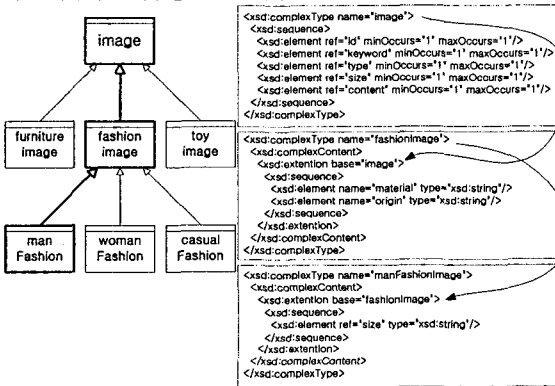 image
furniture
image
fashion
image
toy
image
man
Fashion
woman
Fashion
casual
Fashion
<xsd:complexType name="image">
<xsd:sequence>
<xsd:element ref="id" minOccurs="1" maxOccurs="1"/>
<xsd:element ref="keyword" minOccurs="1" maxOccurs="1"/>
<xsd:element ref="type" minOccurs="1" maxOccurs="1"/>
<xsd:element ref="size" minOccurs="1" maxOccurs="1"/>
<xsd:element ref="content" minOccurs="1" maxOccurs="1"/>
</xsd:sequence>
</xsd:complexType>
<xsd:complexType name="fashionImage">
<xsd:complexContent>
<xsd:extention base="image">
<xsd:sequence>
<xsd:element name="material" type="xsd:string"/>
<xsd:element name="origin" type="xsd:string"/>
</xsd:sequence>
</xsd:extention>
</xsd:complexContent>
</xsd:complexType>
<xsd:complexType name="manFashionImage">
<xsd:complexContent>
<xsd:extention base="fashionImage">
<xsd:sequence>
<xsd:element ref="size" type="xsd:string"/>
</xsd:sequence>
</xsd:extention>
</xsd:complexContent>
</xsd:complexType>